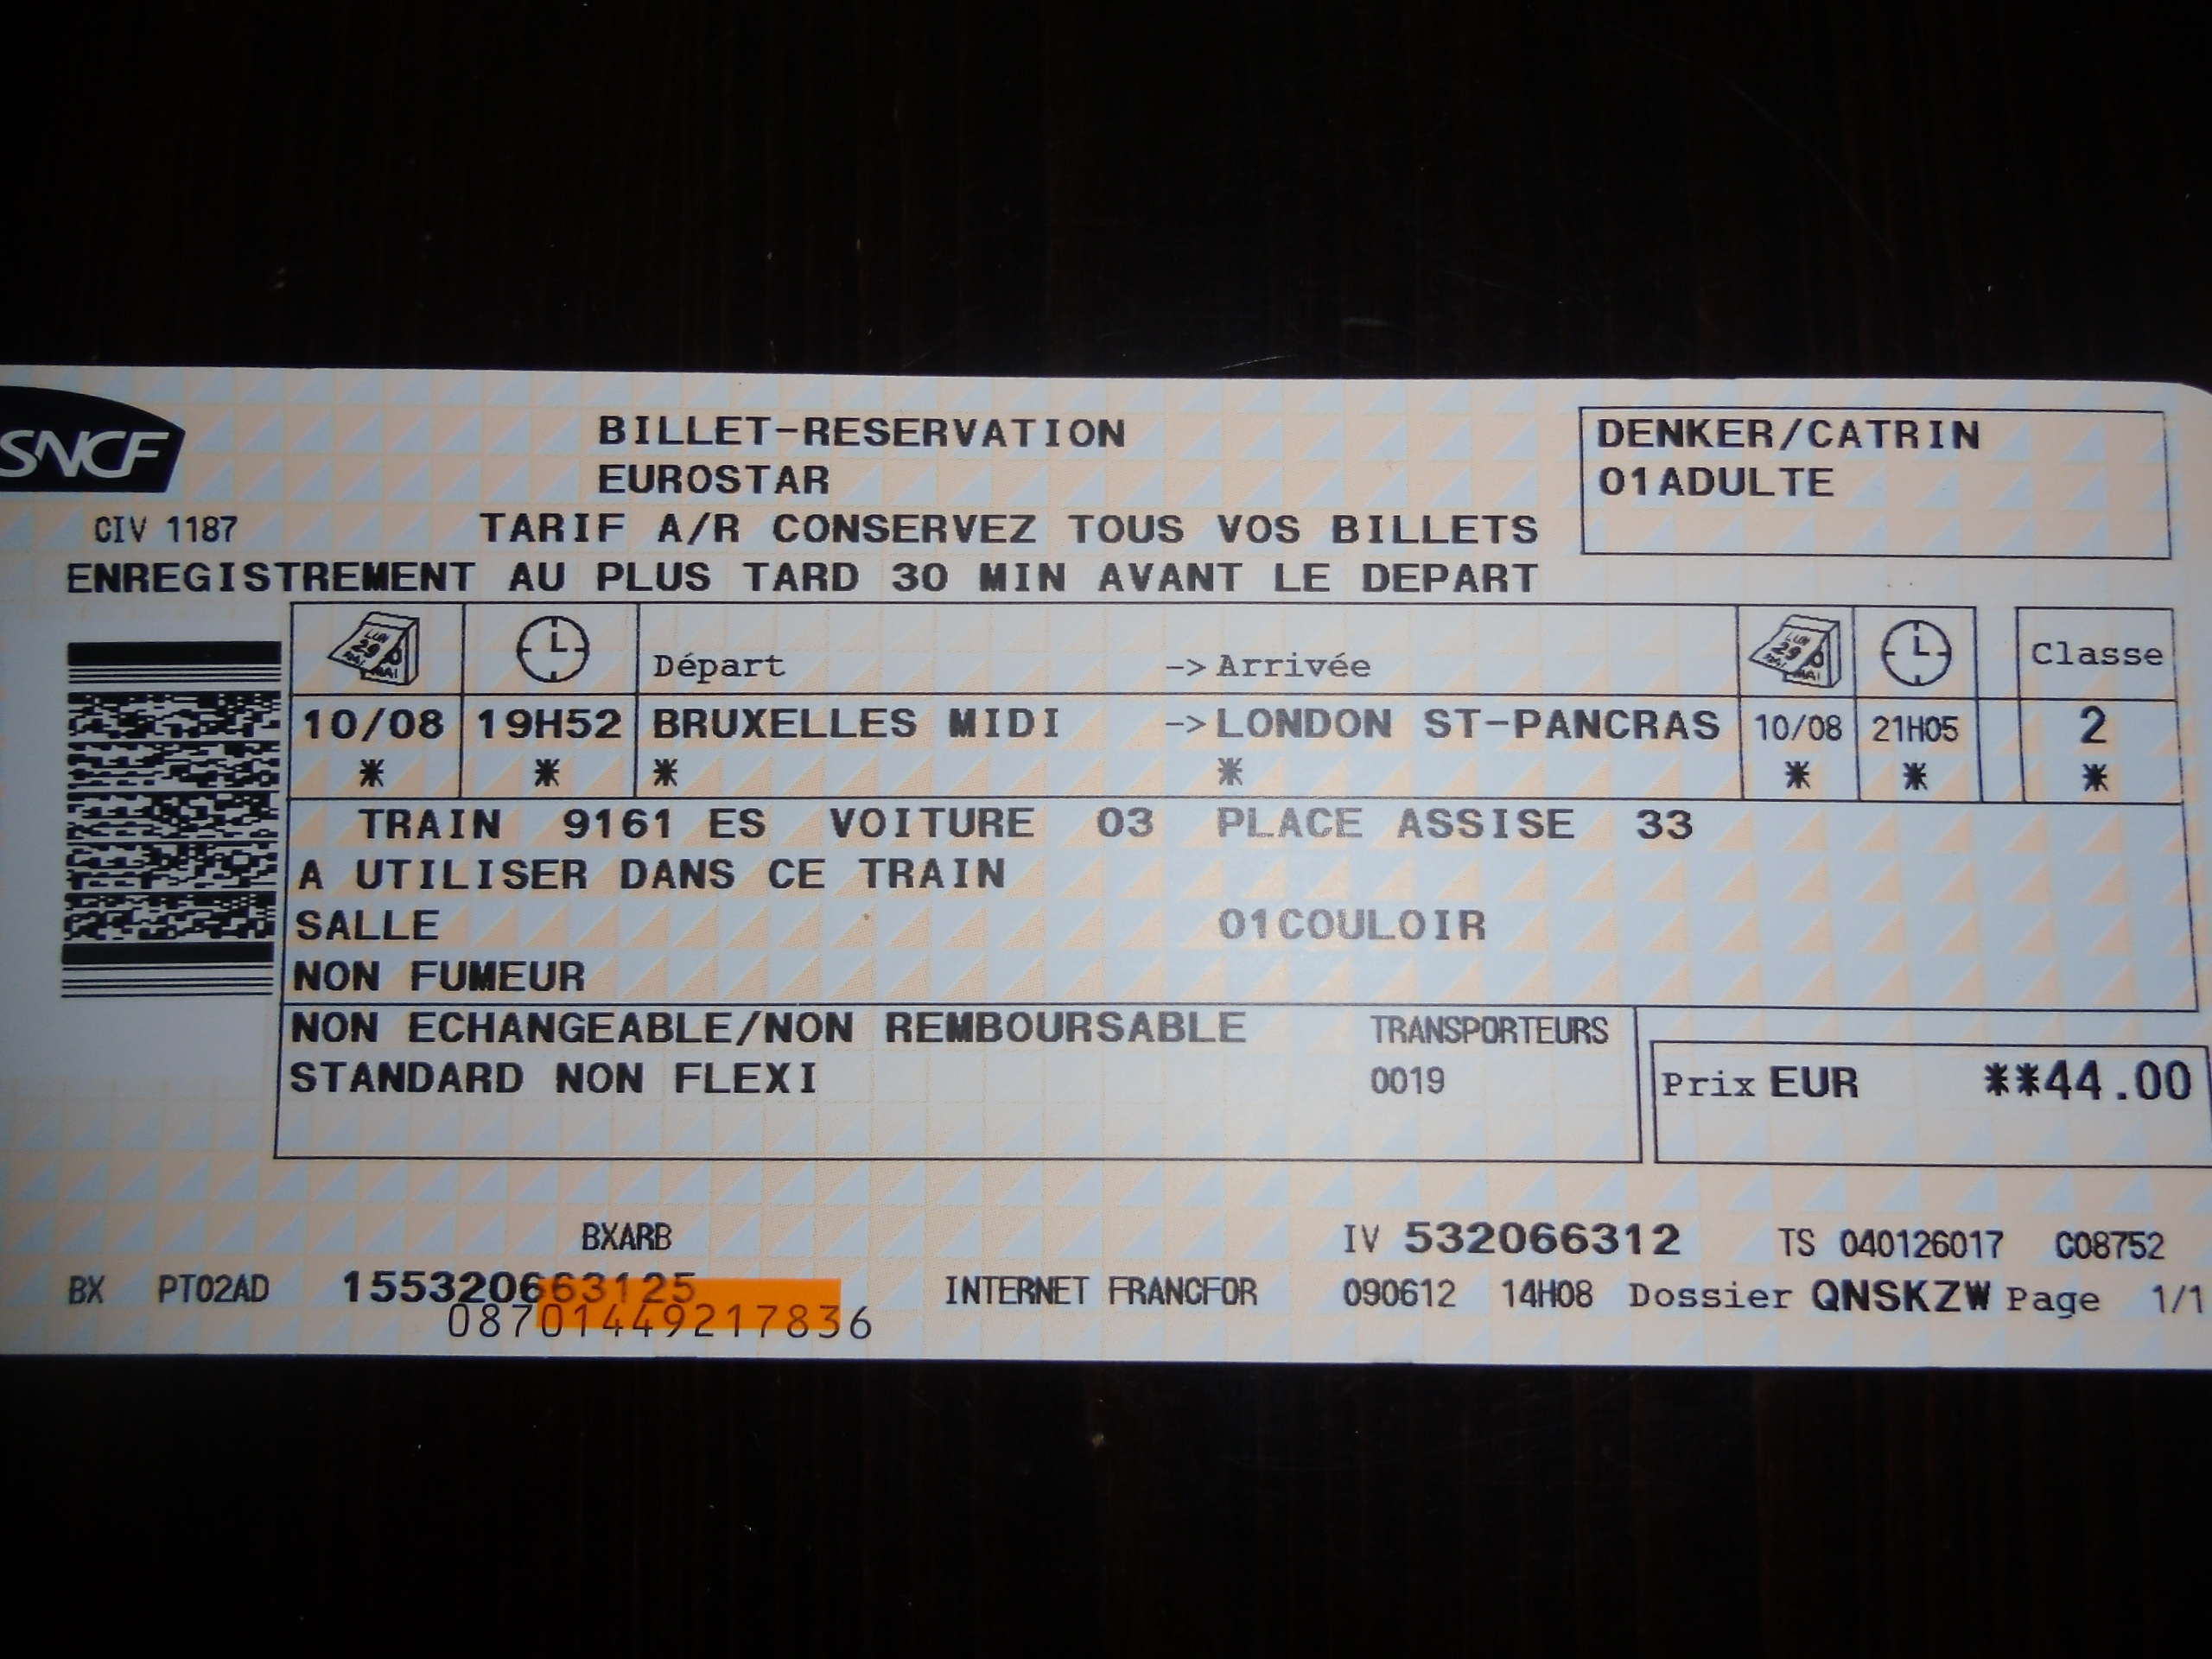 SNCF
BILLET-RESERVATION
EUROSTAR
DENKER/CATRIN
01ADULTE
CIV 1187
TARIF A/R CONSERVEZ TOUS VOS BILLETS
ENREGISTREMENT AU PLUS TARD 30 MIN AVANT LE DEPART
Départ -> Arrivée Classe
10/08 19H52 BRUXELLES MIDI -> LONDON ST-PANCRAS 10/08 21H05 2
* * * * * * *
TRAIN 9161 ES VOITURE 03 PLACE ASSISE 33
A UTILISER DANS CE TRAIN
SALLE 01COULOIR
NON FUMEUR
NON ECHANGEABLE/NON REMBOURSABLE TRANSPORTEURS
STANDARD NON FLEXI 0019
Prix EUR **44.00
BXARB IV 532066312 TS 040126017 C08752
BX PT02AD 155320663125 INTERNET FRANCFOR 090612 14H08 Dossier QNSKZW Page 1/1
08701449217836